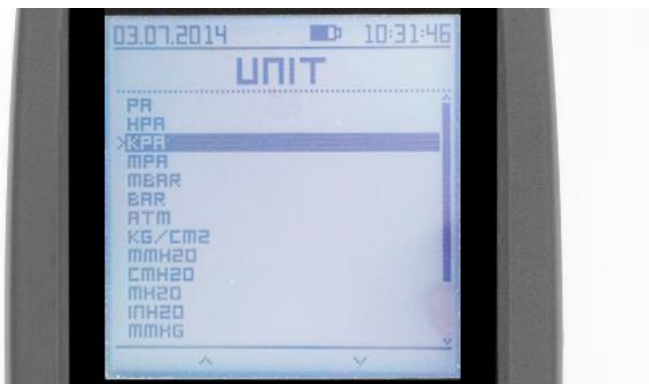 03.07.2014 10:31:46
UNIT
PA
HPA
>KPA
MPA
MBAR
BAR
ATM
KG/CM2
MMH2O
CMH2O
MH2O
INH2O
MMHG